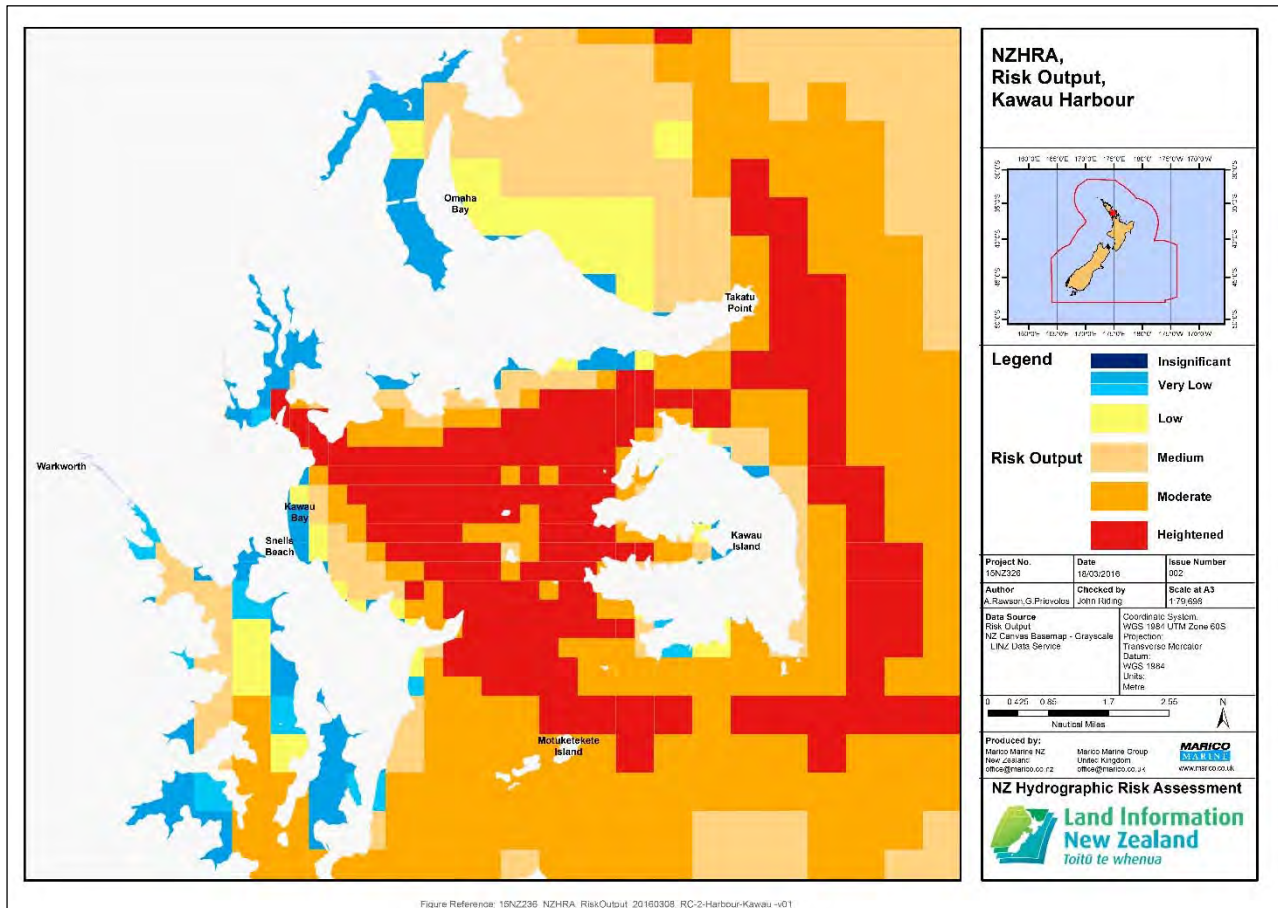 NZHRA,
Risk Output,
Kawau Harbour
Omaha
Bay
Takatu
Point
Warkworth
Kawau
Bay
Snells
Beach
Kawau
Island
Motuketekete
Island
Legend
Risk Output
Insignificant
Very Low
Low
Medium
Moderate
Heightened
Project No.
15NZ326
Date
18/03/2016
Issue Number
002
Author
A.Rawson,G.Priovolos
Checked by
John Riding
Scale at A3
1:79,698
Data Source
Risk Output
NZ Canvas Basemap - Grayscale
LINZ Data Service
Coordinate System:
WGS 1984 UTM Zone 60S
Projection:
Transverse Mercator
Datum:
WGS 1984
Units:
Metre
0 0.425 0.85 1.7 2.55
Nautical Miles
N
Produced by:
Marico Marine NZ
New Zealand
office@marico.co.nz
Marico Marine Group
United Kingdom
office@marico.co.uk
MARICO
MARINE
www.marico.co.uk
NZ Hydrographic Risk Assessment
Land Information
New Zealand
Toitū te whenua
Figure Reference: 15NZ236_NZHRA_RiskOutput_20160308_RC-2-Harbour-Kawau -v01